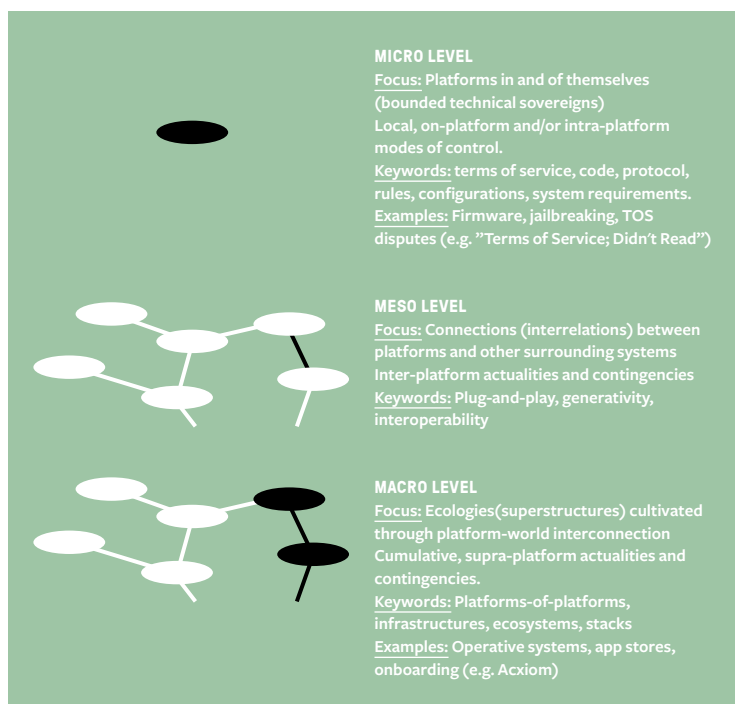 MICRO LEVEL
Focus: Platforms in and of themselves
(bounded technical sovereigns)
Local, on-platform and/or intra-platform
modes of control.
Keywords: terms of service, code, protocol,
rules, configurations, system requirements.
Examples: Firmware, jailbreaking, TOS
disputes (e.g. ”Terms of Service; Didn't Read”)
MESO LEVEL
Focus: Connections (interrelations) between
platforms and other surrounding systems
Inter-platform actualities and contingencies
Keywords: Plug-and-play, generativity,
interoperability
MACRO LEVEL
Focus: Ecologies(superstructures) cultivated
through platform-world interconnection
Cumulative, supra-platform actualities and
contingencies.
Keywords: Platforms-of-platforms,
infrastructures, ecosystems, stacks
Examples: Operative systems, app stores,
onboarding (e.g. Acxiom)